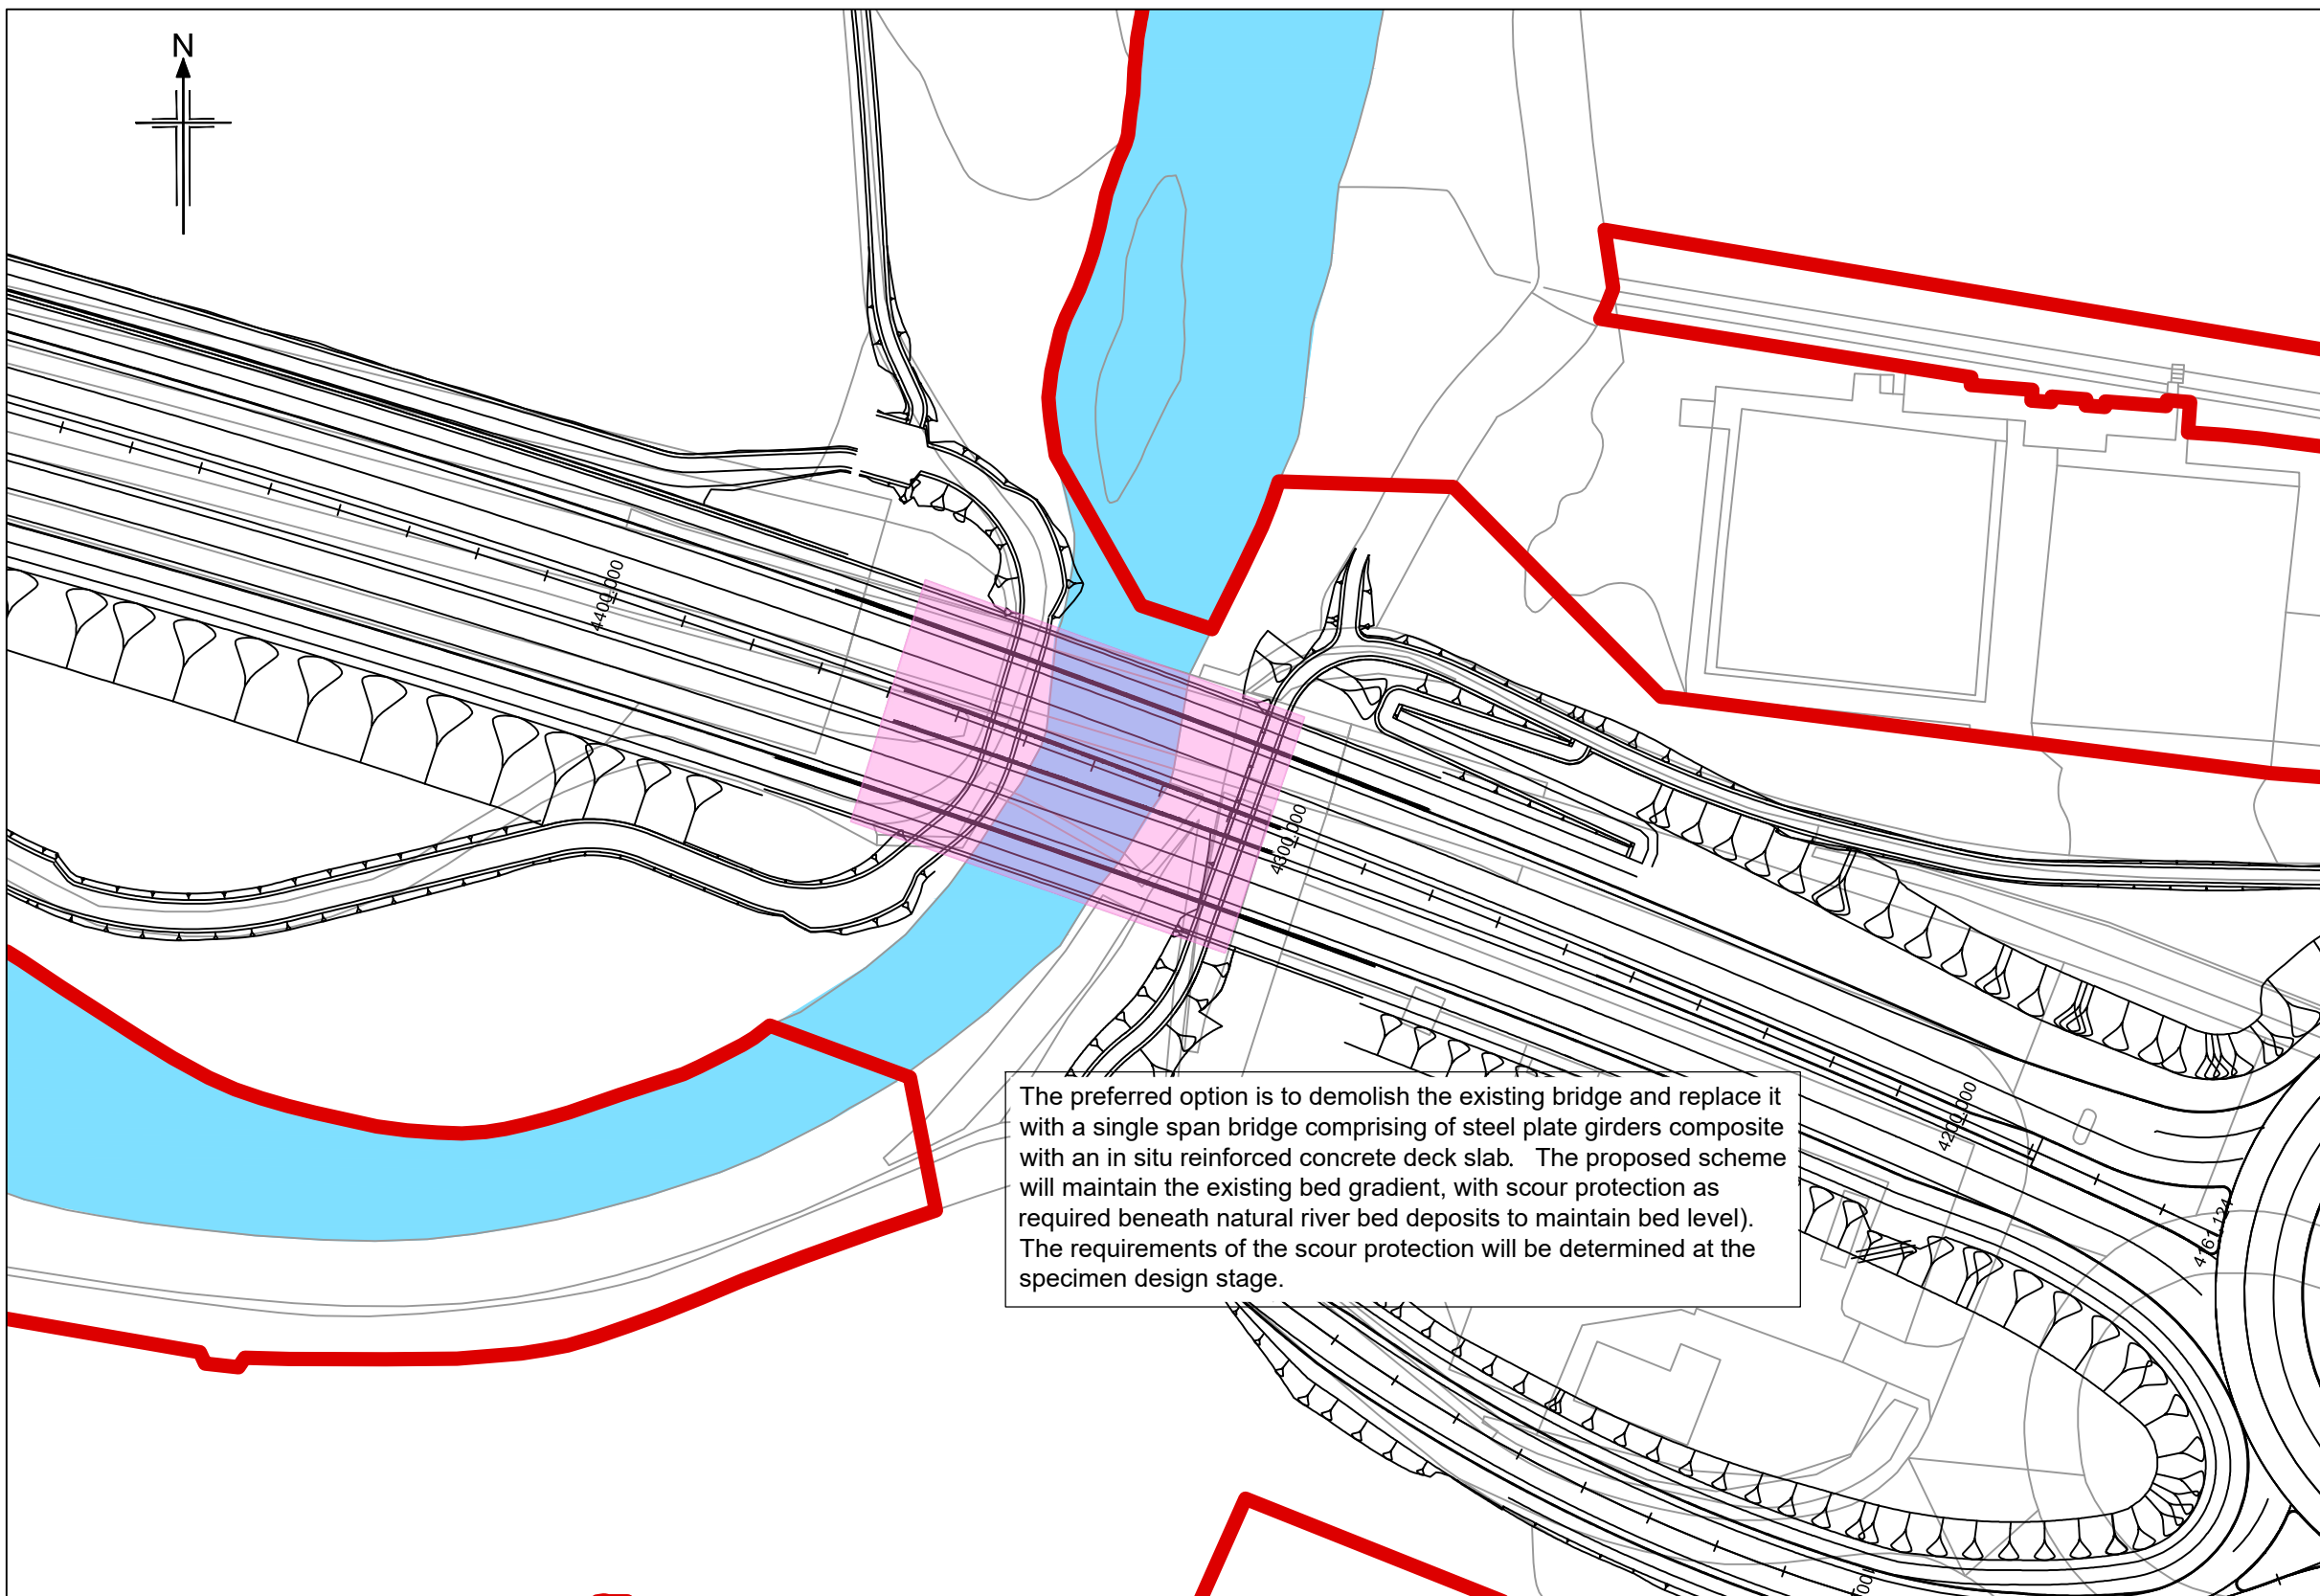 N
4400.000
4300.000
4200.000
4161.124
The preferred option is to demolish the existing bridge and replace it
with a single span bridge comprising of steel plate girders composite
with an in situ reinforced concrete deck slab. The proposed scheme
will maintain the existing bed gradient, with scour protection as
required beneath natural river bed deposits to maintain bed level).
The requirements of the scour protection will be determined at the
specimen design stage.